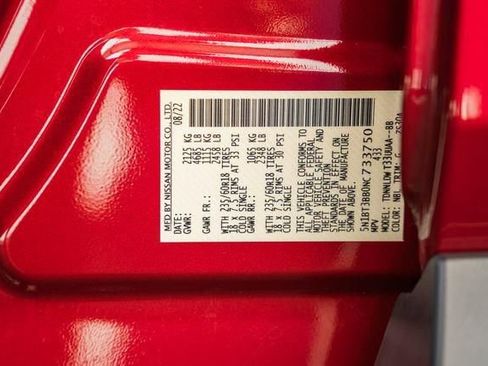 MFD BY NISSAN MOTOR CO., LTD.
DATE: 08/22
GVWR: 2125 KG
4685 LB
GAWR FR.: 1115 KG
2458 LB
WITH 235/60R18 TIRES
18 x 7.5 RIMS AT 33 PSI
COLD SINGLE
GAWR RR.: 1065 KG
2348 LB
WITH 235/60R18 TIRES
18 x 7.5 RIMS AT 30 PSI
COLD SINGLE
THIS VEHICLE CONFORMS TO
ALL APPLICABLE FEDERAL
MOTOR VEHICLE SAFETY AND
THEFT PREVENTION
STANDARDS IN EFFECT ON
THE DATE OF MANUFACTURE
SHOWN ABOVE.
5N1BT3BB0NC733750
MPV 4133
MODEL:
COLOR: NBL TRIM: G